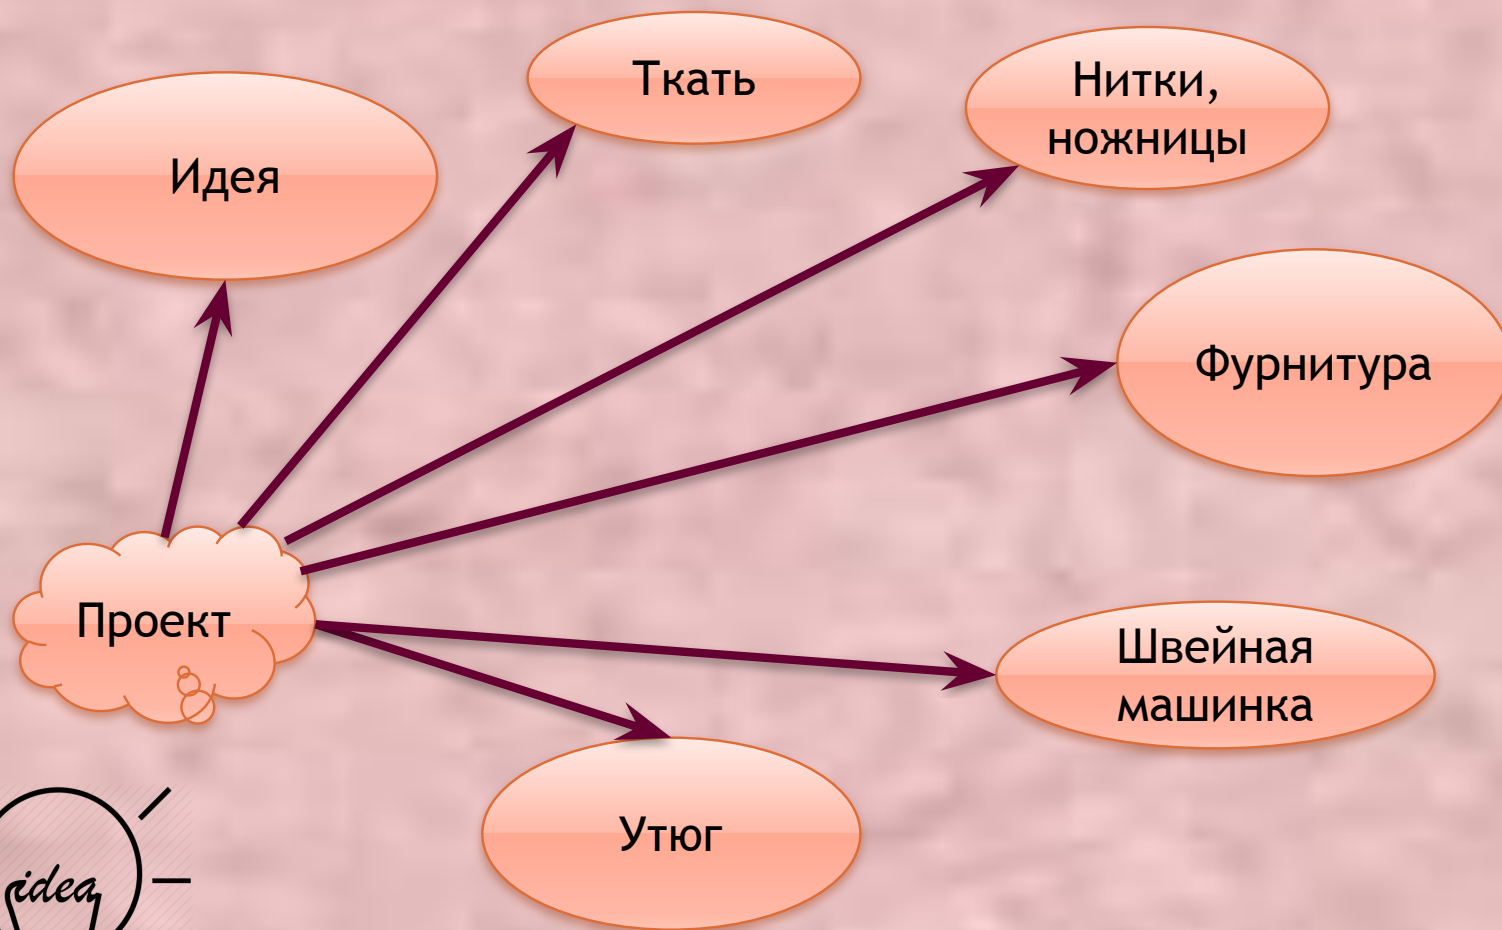 Ткать
Нитки,
ножницы
Идея
Фурнитура
Проект
Швейная
машинка
Утюг
idea